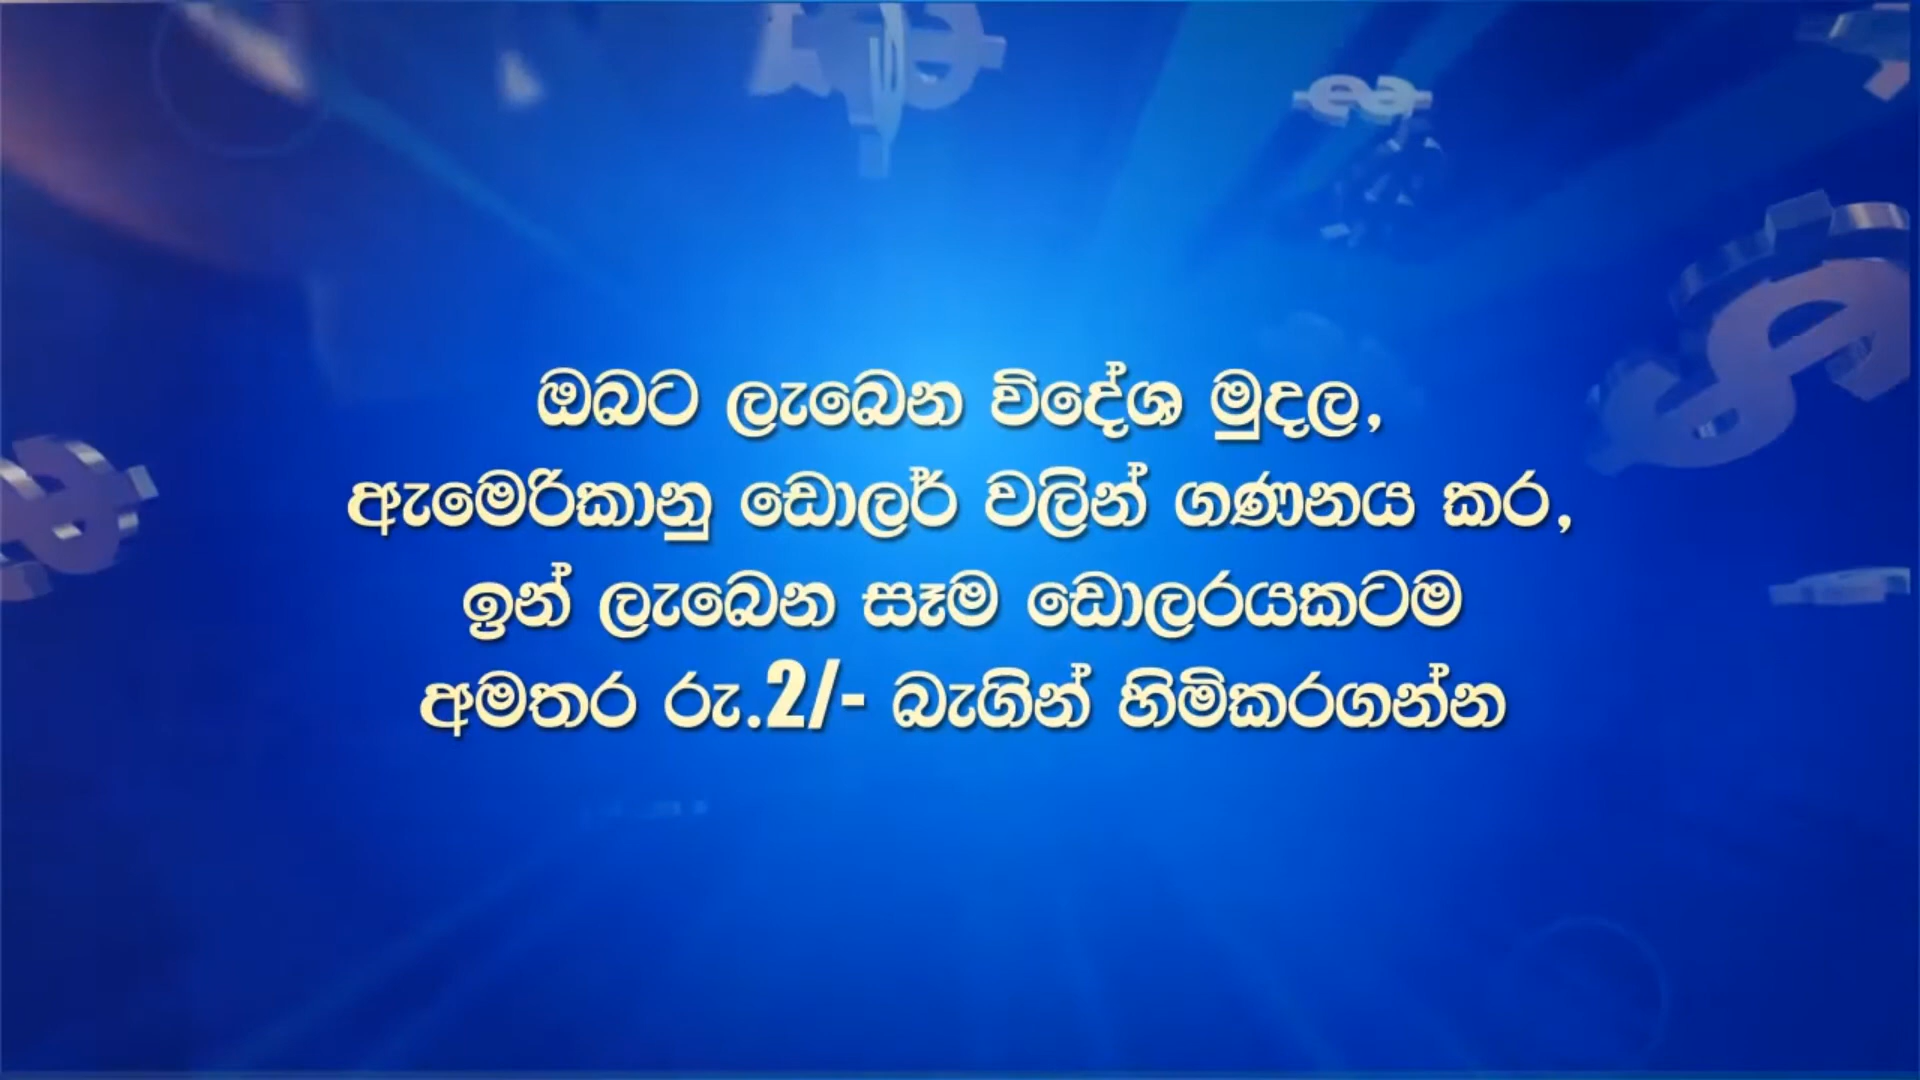 ඔබට ලැබෙන විදේශ මුදල,
ඇමෙරිකානු ඩොලර් වලින් ගණනය කර,
ඉන් ලැබෙන සෑම ඩොලරයකටම
අමතර රු.2/- බැගින් හිමිකරගන්න